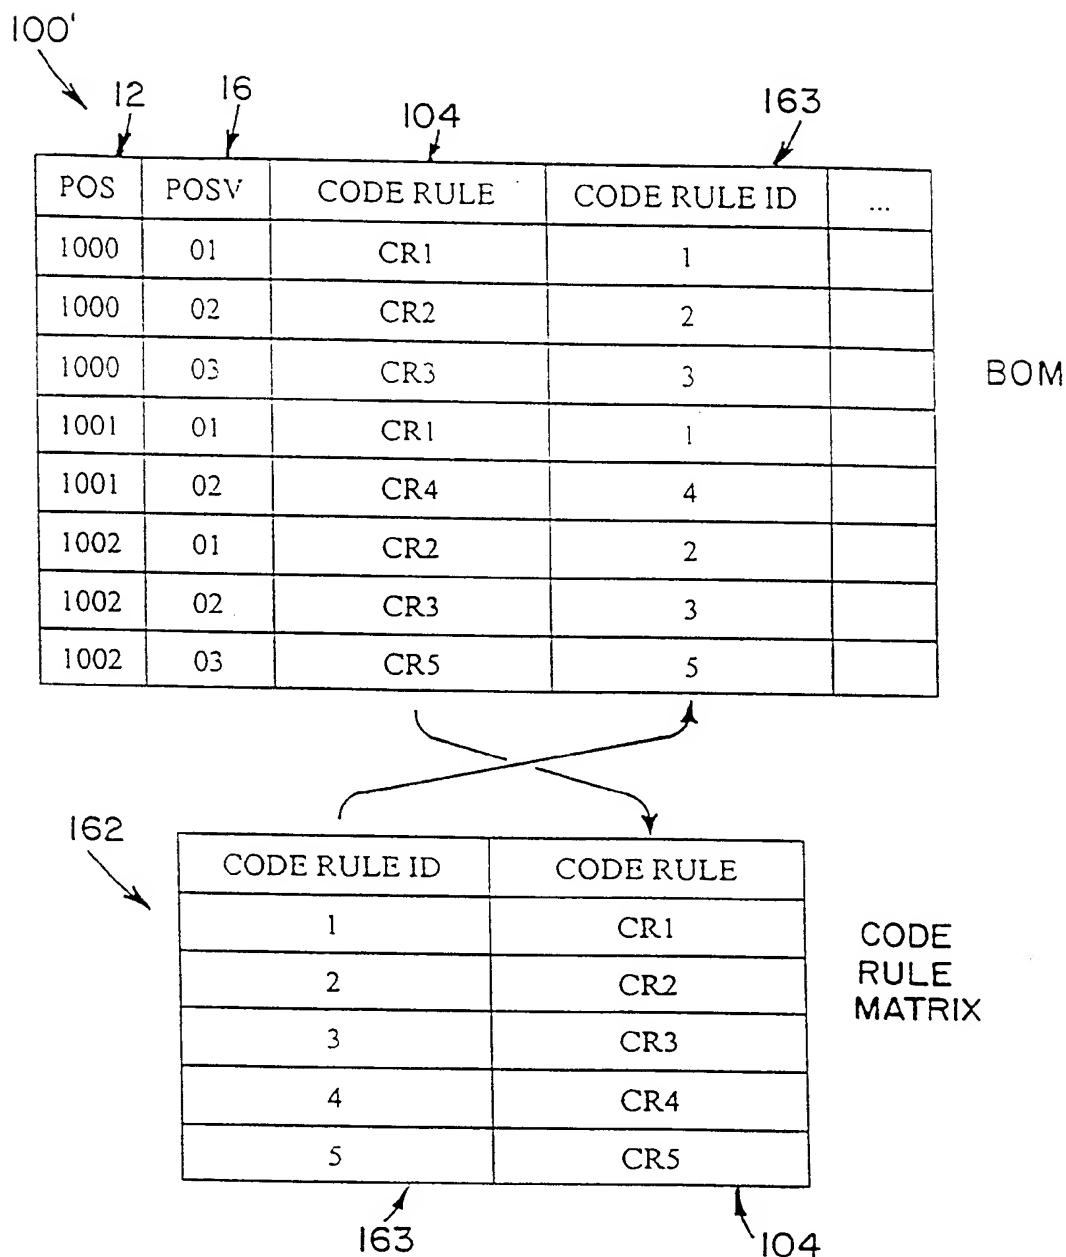 100'
12 16 104 163
POS POSV CODE RULE CODE RULE ID ...
1000 01 CR1 1
1000 02 CR2 2
1000 03 CR3 3
BOM
1001 01 CR1 1
1001 02 CR4 4
1002 01 CR2 2
1002 02 CR3 3
1002 03 CR5 5
162
CODE RULE ID CODE RULE
1 CR1
2 CR2
3 CR3
4 CR4
5 CR5
CODE
RULE
MATRIX
163 104